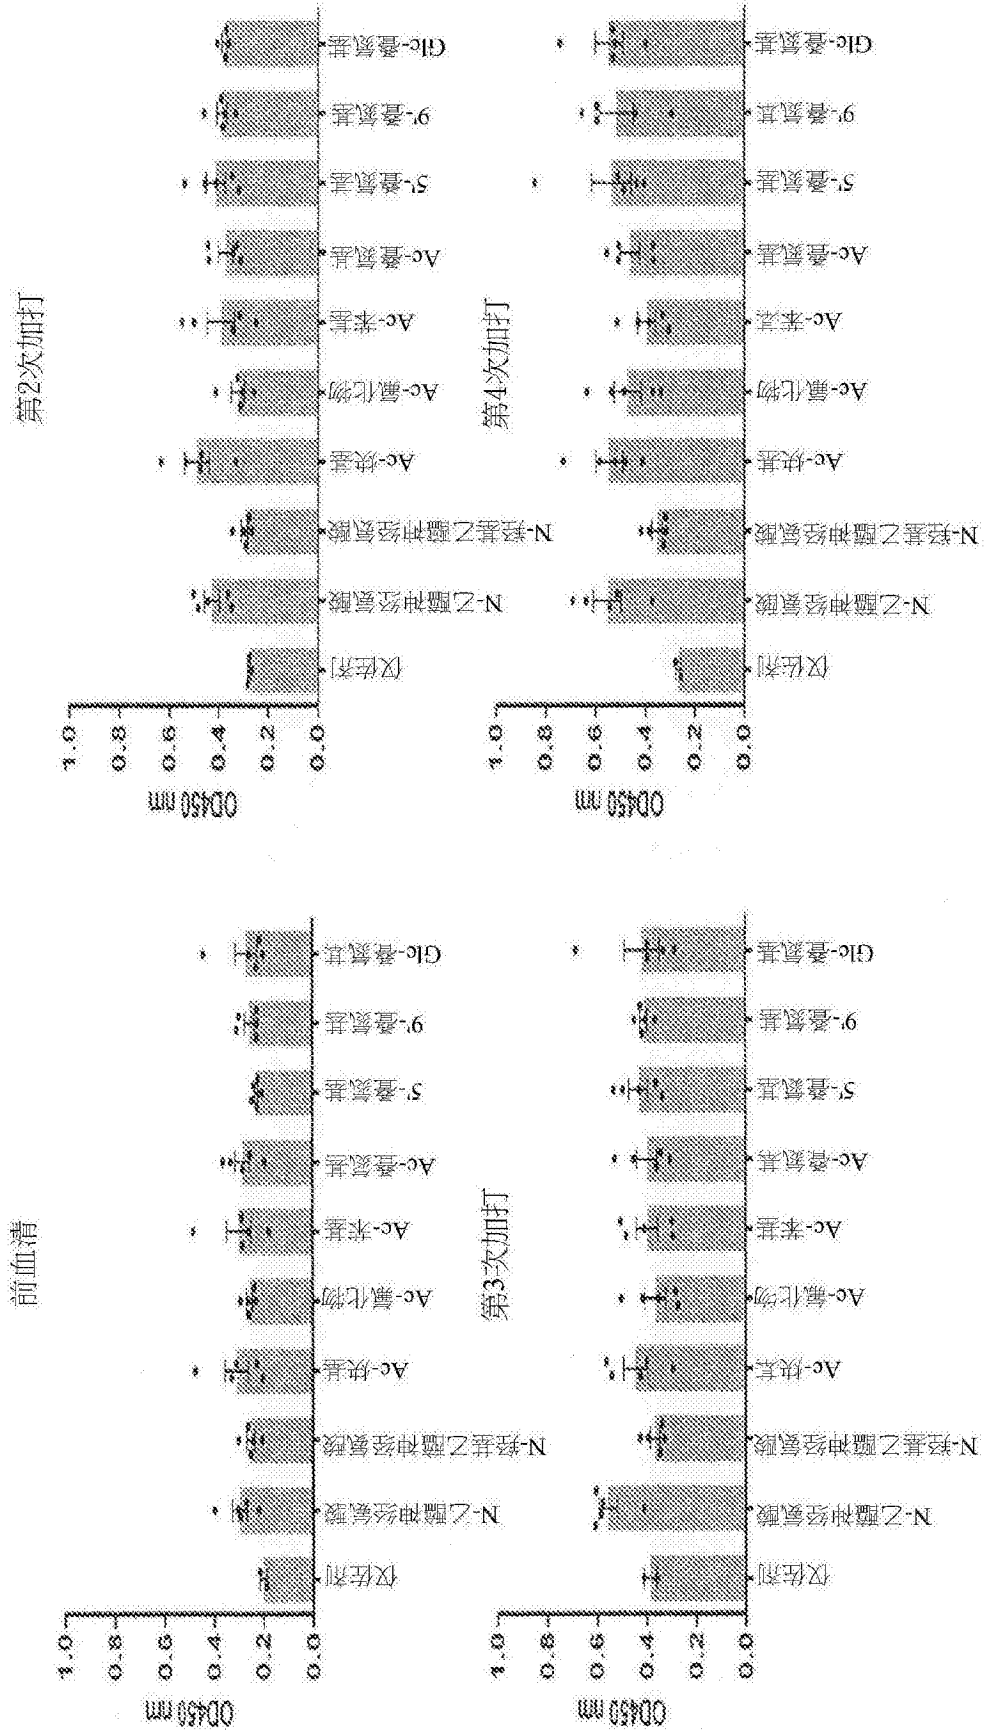 前血清
OD450 nm
1.0
0.8
0.6
0.4
0.2
0.0
仅佐剂
N-乙酰神经氨酸
N-羟基乙酰神经氨酸
Ac-炔基
Ac-氟化物
Ac-苯基
Ac-叠氮基
5'-叠氮基
9'-叠氮基
Glc-叠氮基
第2次加打
OD450 nm
1.0
0.8
0.6
0.4
0.2
0.0
仅佐剂
N-乙酰神经氨酸
N-羟基乙酰神经氨酸
Ac-炔基
Ac-氟化物
Ac-苯基
Ac-叠氮基
5'-叠氮基
9'-叠氮基
Glc-叠氮基
第3次加打
OD450 nm
1.0
0.8
0.6
0.4
0.2
0.0
仅佐剂
N-乙酰神经氨酸
N-羟基乙酰神经氨酸
Ac-炔基
Ac-氟化物
Ac-苯基
Ac-叠氮基
5'-叠氮基
9'-叠氮基
Glc-叠氮基
第4次加打
OD450 nm
1.0
0.8
0.6
0.4
0.2
0.0
仅佐剂
N-乙酰神经氨酸
N-羟基乙酰神经氨酸
Ac-炔基
Ac-氟化物
Ac-苯基
Ac-叠氮基
5'-叠氮基
9'-叠氮基
Glc-叠氮基